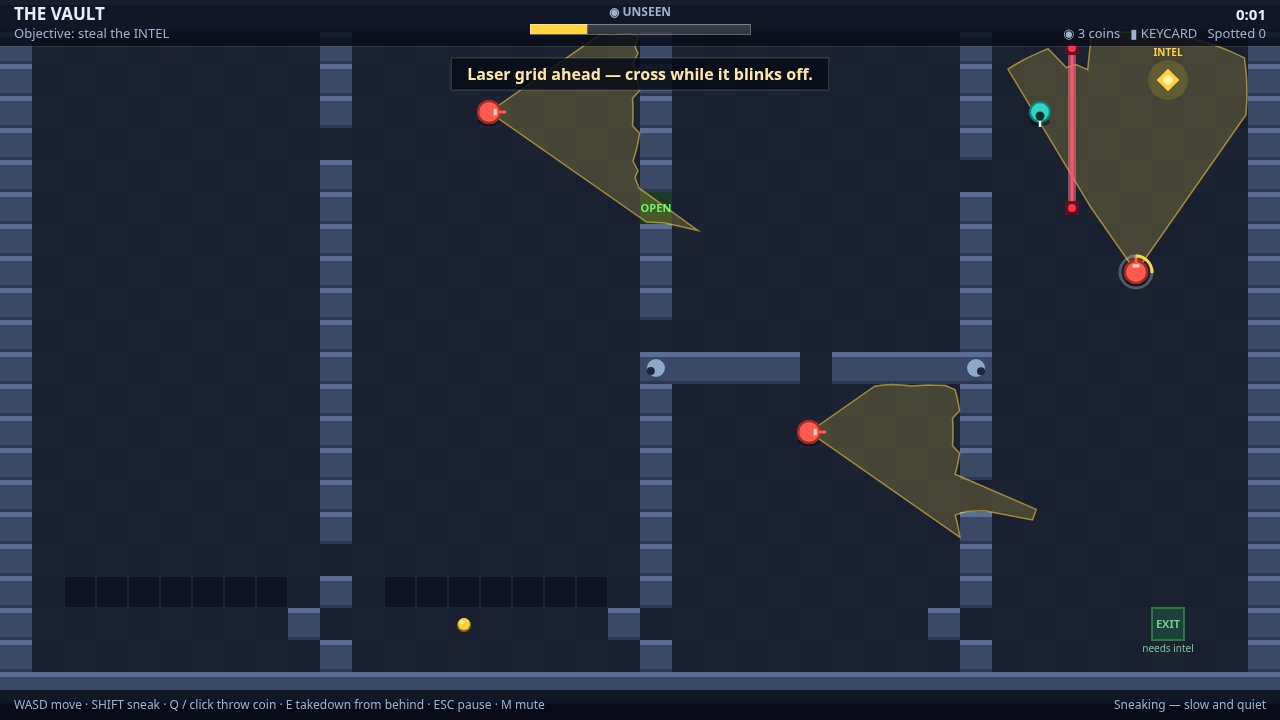 THE VAULT
◉ UNSEEN
0:01
Objective: steal the INTEL
◉ 3 coins ▮ KEYCARD Spotted 0
INTEL
Laser grid ahead — cross while it blinks off.
OPEN
EXIT
needs intel
WASD move · SHIFT sneak · Q / click throw coin · E takedown from behind · ESC pause · M mute
Sneaking — slow and quiet